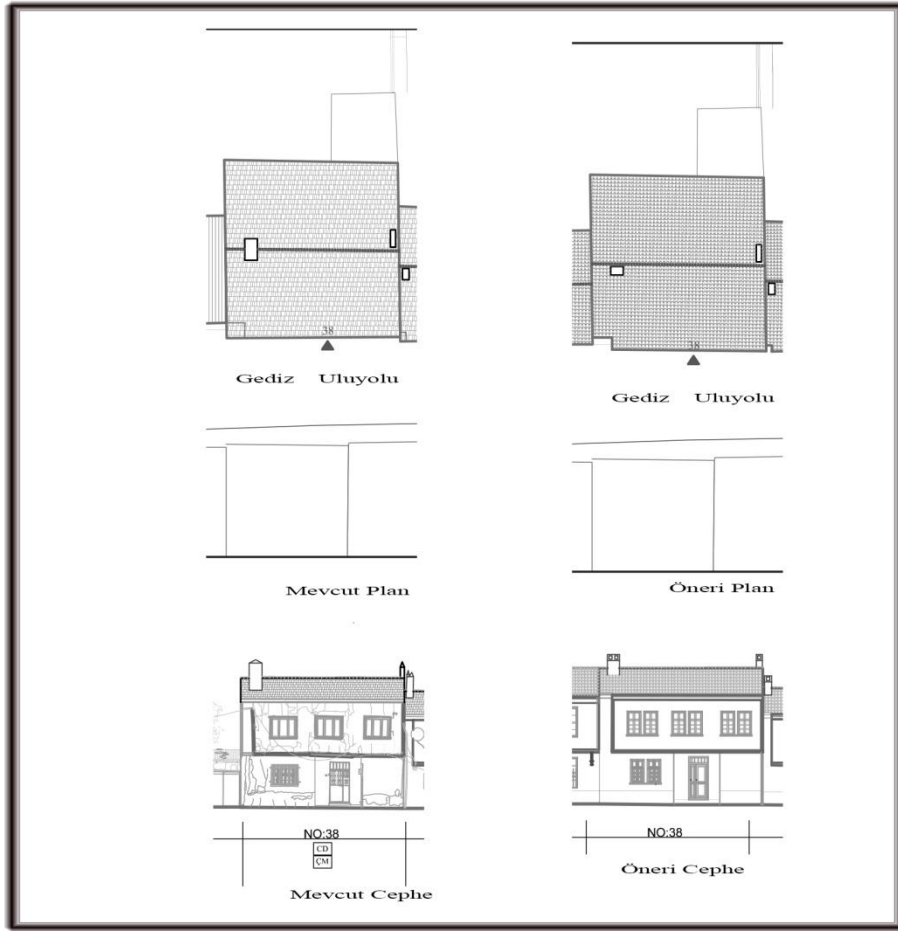 38
Gediz Uluyolu
38
Gediz Uluyolu
Mevcut Plan
Öneri Plan
NO:38
CD
ÇM
Mevcut Cephe
NO:38
Öneri Cephe